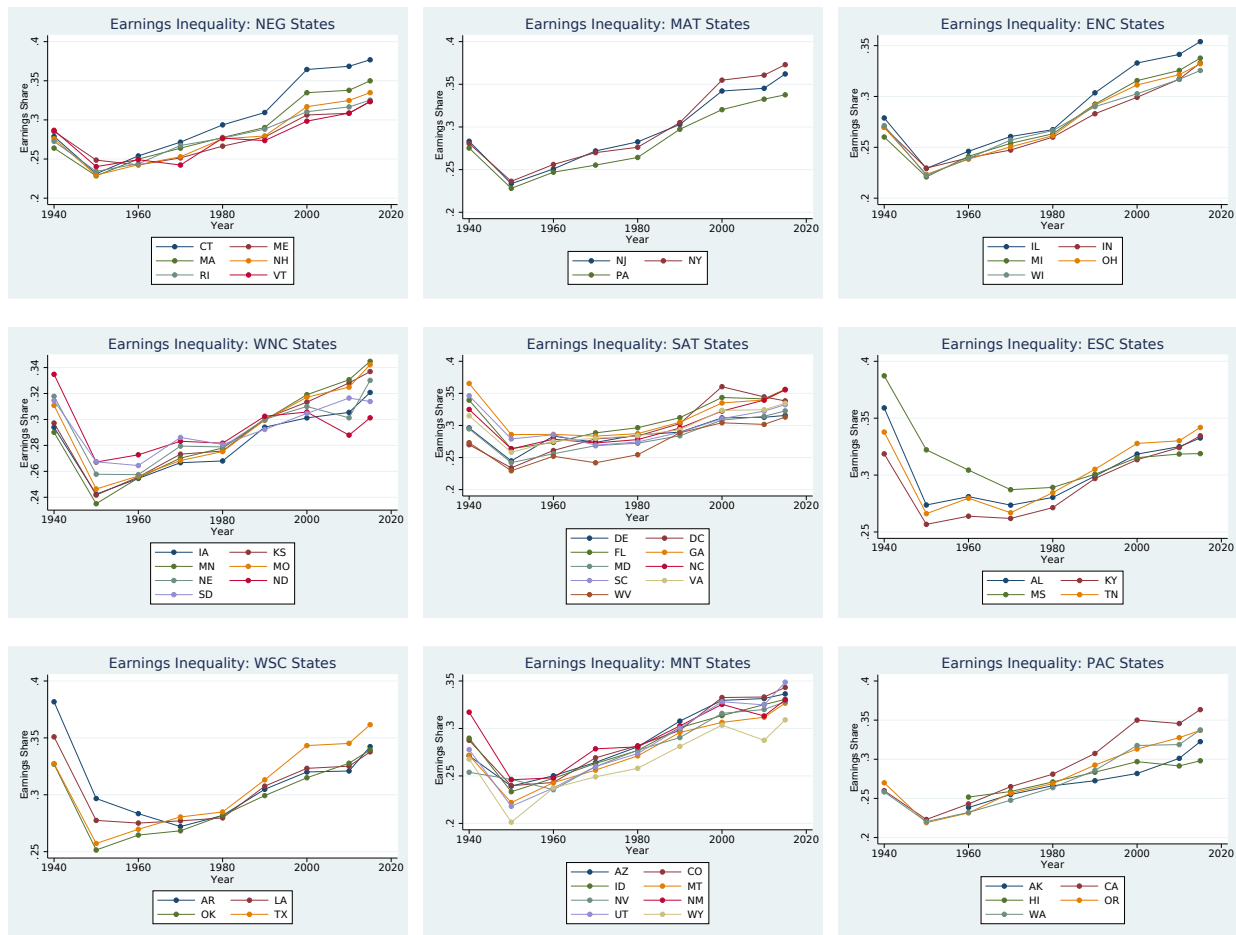 Earnings Inequality: NEG States
Earnings Share
.2 .25 .3 .35 .4
1940 1960 1980 2000 2020
Year
CT ME
MA NH
RI VT
Earnings Inequality: MAT States
Earnings Share
.2 .25 .3 .35 .4
1940 1960 1980 2000 2020
Year
NJ NY
PA
Earnings Inequality: ENC States
Earnings Share
.2 .25 .3 .35
1940 1960 1980 2000 2020
Year
IL IN
MI OH
WI
Earnings Inequality: WNC States
Earnings Share
.24 .26 .28 .3 .32 .34
1940 1960 1980 2000 2020
Year
IA KS
MN MO
NE ND
SD
Earnings Inequality: SAT States
Earnings Share
.2 .25 .3 .35 .4
1940 1960 1980 2000 2020
Year
DE DC
FL GA
MD NC
SC VA
WV
Earnings Inequality: ESC States
Earnings Share
.25 .3 .35 .4
1940 1960 1980 2000 2020
Year
AL KY
MS TN
Earnings Inequality: WSC States
Earnings Share
.25 .3 .35 .4
1940 1960 1980 2000 2020
Year
AR LA
OK TX
Earnings Inequality: MNT States
Earnings Share
.2 .25 .3 .35
1940 1960 1980 2000 2020
Year
AZ CO
ID MT
NV NM
UT WY
Earnings Inequality: PAC States
Earnings Share
.2 .25 .3 .35 .4
1940 1960 1980 2000 2020
Year
AK CA
HI OR
WA